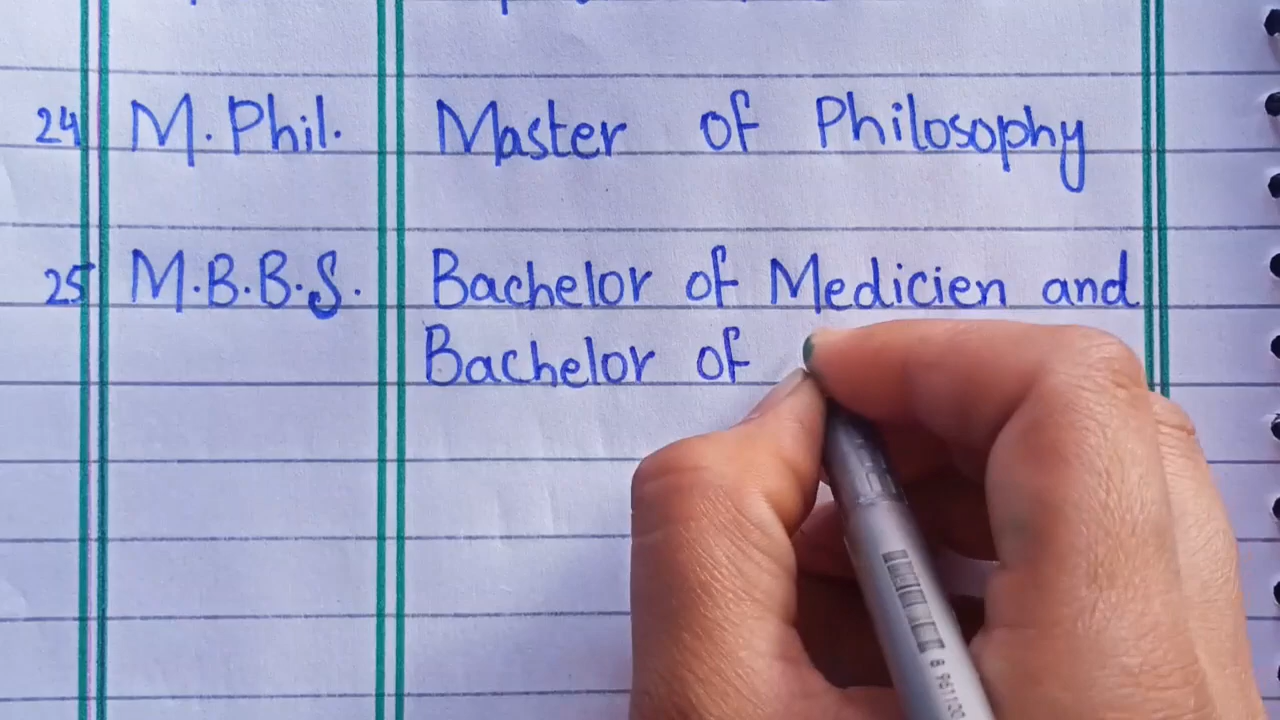 24 M.Phil. Master of Philosophy
25 M.B.B.S. Bachelor of Medicien and
Bachelor of